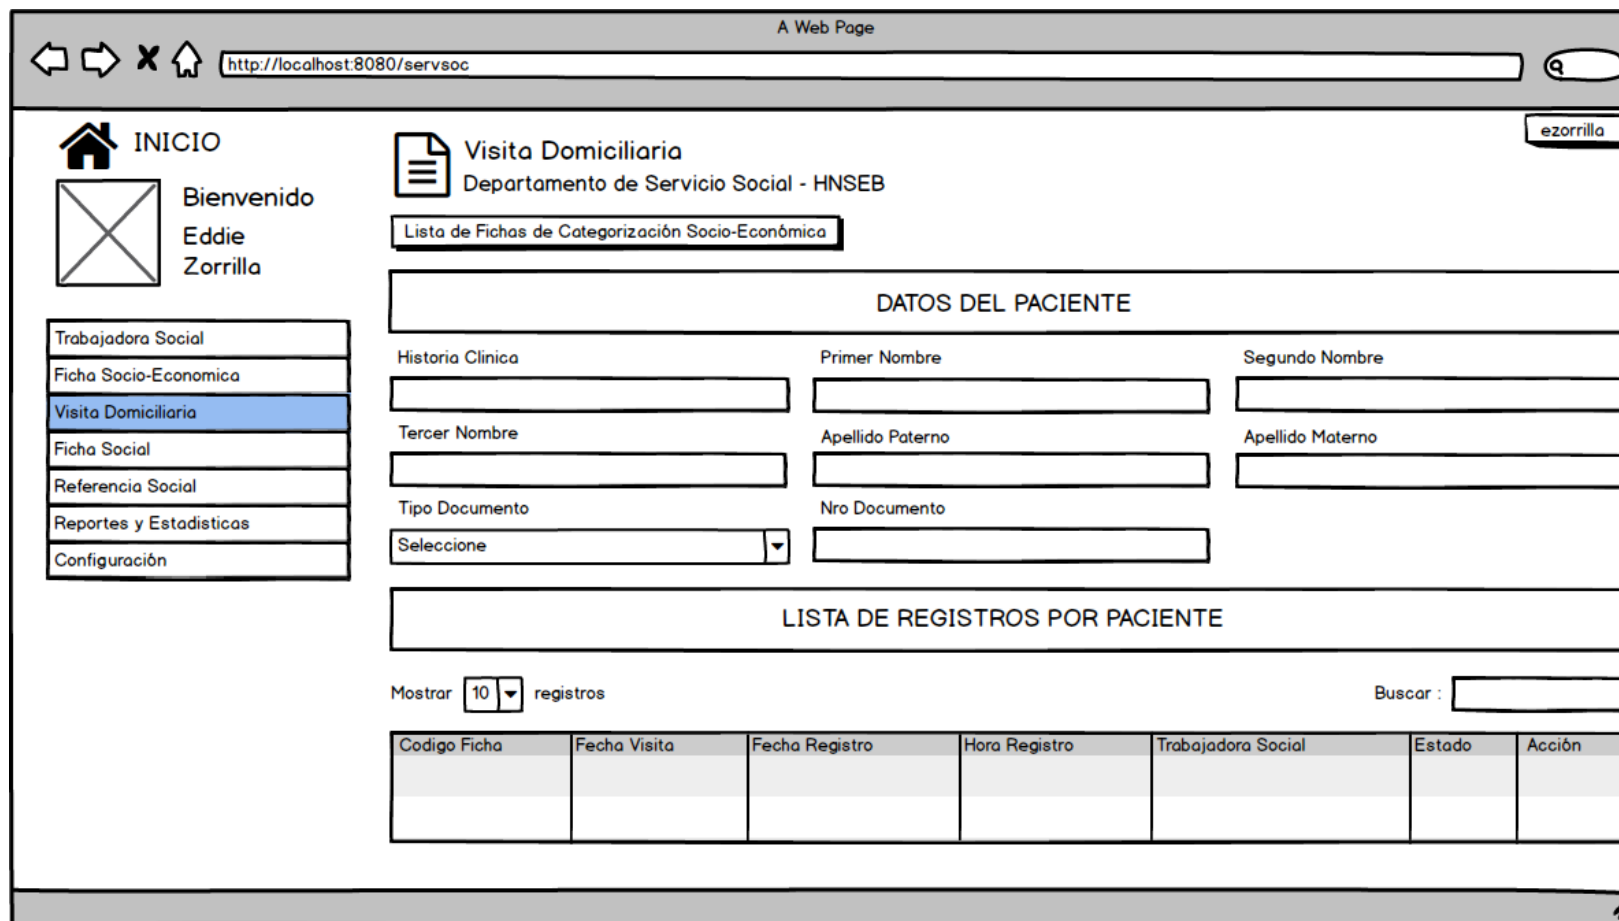 A Web Page
http://localhost:8080/servsoc
ezorrilla
INICIO
Bienvenido
Eddie
Zorrilla
Trabajadora Social
Ficha Socio-Economica
Visita Domiciliaria
Ficha Social
Referencia Social
Reportes y Estadisticas
Configuración
Visita Domiciliaria
Departamento de Servicio Social - HNSEB
Lista de Fichas de Categorización Socio-Económica
DATOS DEL PACIENTE
Historia Clinica Primer Nombre Segundo Nombre
Tercer Nombre Apellido Paterno Apellido Materno
Tipo Documento Nro Documento
Seleccione
LISTA DE REGISTROS POR PACIENTE
Mostrar 10 registros Buscar :
Codigo Ficha Fecha Visita Fecha Registro Hora Registro Trabajadora Social Estado Acción